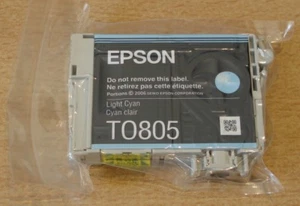 EPSON
Do not remove this label.
Ne retirez pas cette étiquette.
Light Cyan
Cyan clair
T0805